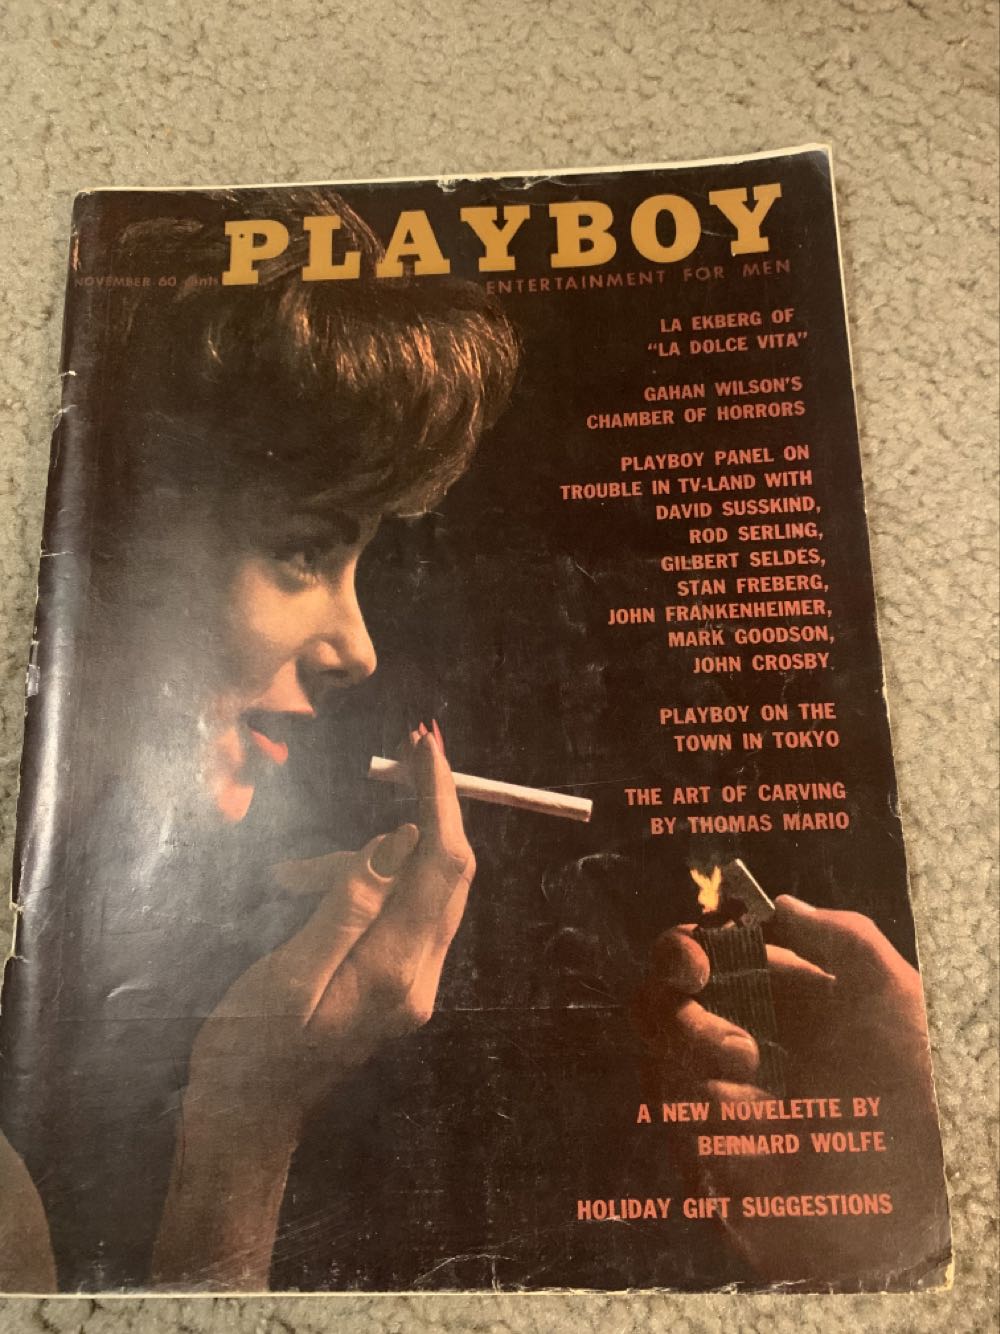 PLAYBOY
NOVEMBER 60 cents
ENTERTAINMENT FOR MEN
LA EKBERG OF
"LA DOLCE VITA"
GAHAN WILSON'S
CHAMBER OF HORRORS
PLAYBOY PANEL ON
TROUBLE IN TV-LAND WITH
DAVID SUSSKIND,
ROD SERLING,
GILBERT SELDES,
STAN FREBERG,
JOHN FRANKENHEIMER,
MARK GOODSON,
JOHN CROSBY
PLAYBOY ON THE
TOWN IN TOKYO
THE ART OF CARVING
BY THOMAS MARIO
A NEW NOVELETTE BY
BERNARD WOLFE
HOLIDAY GIFT SUGGESTIONS